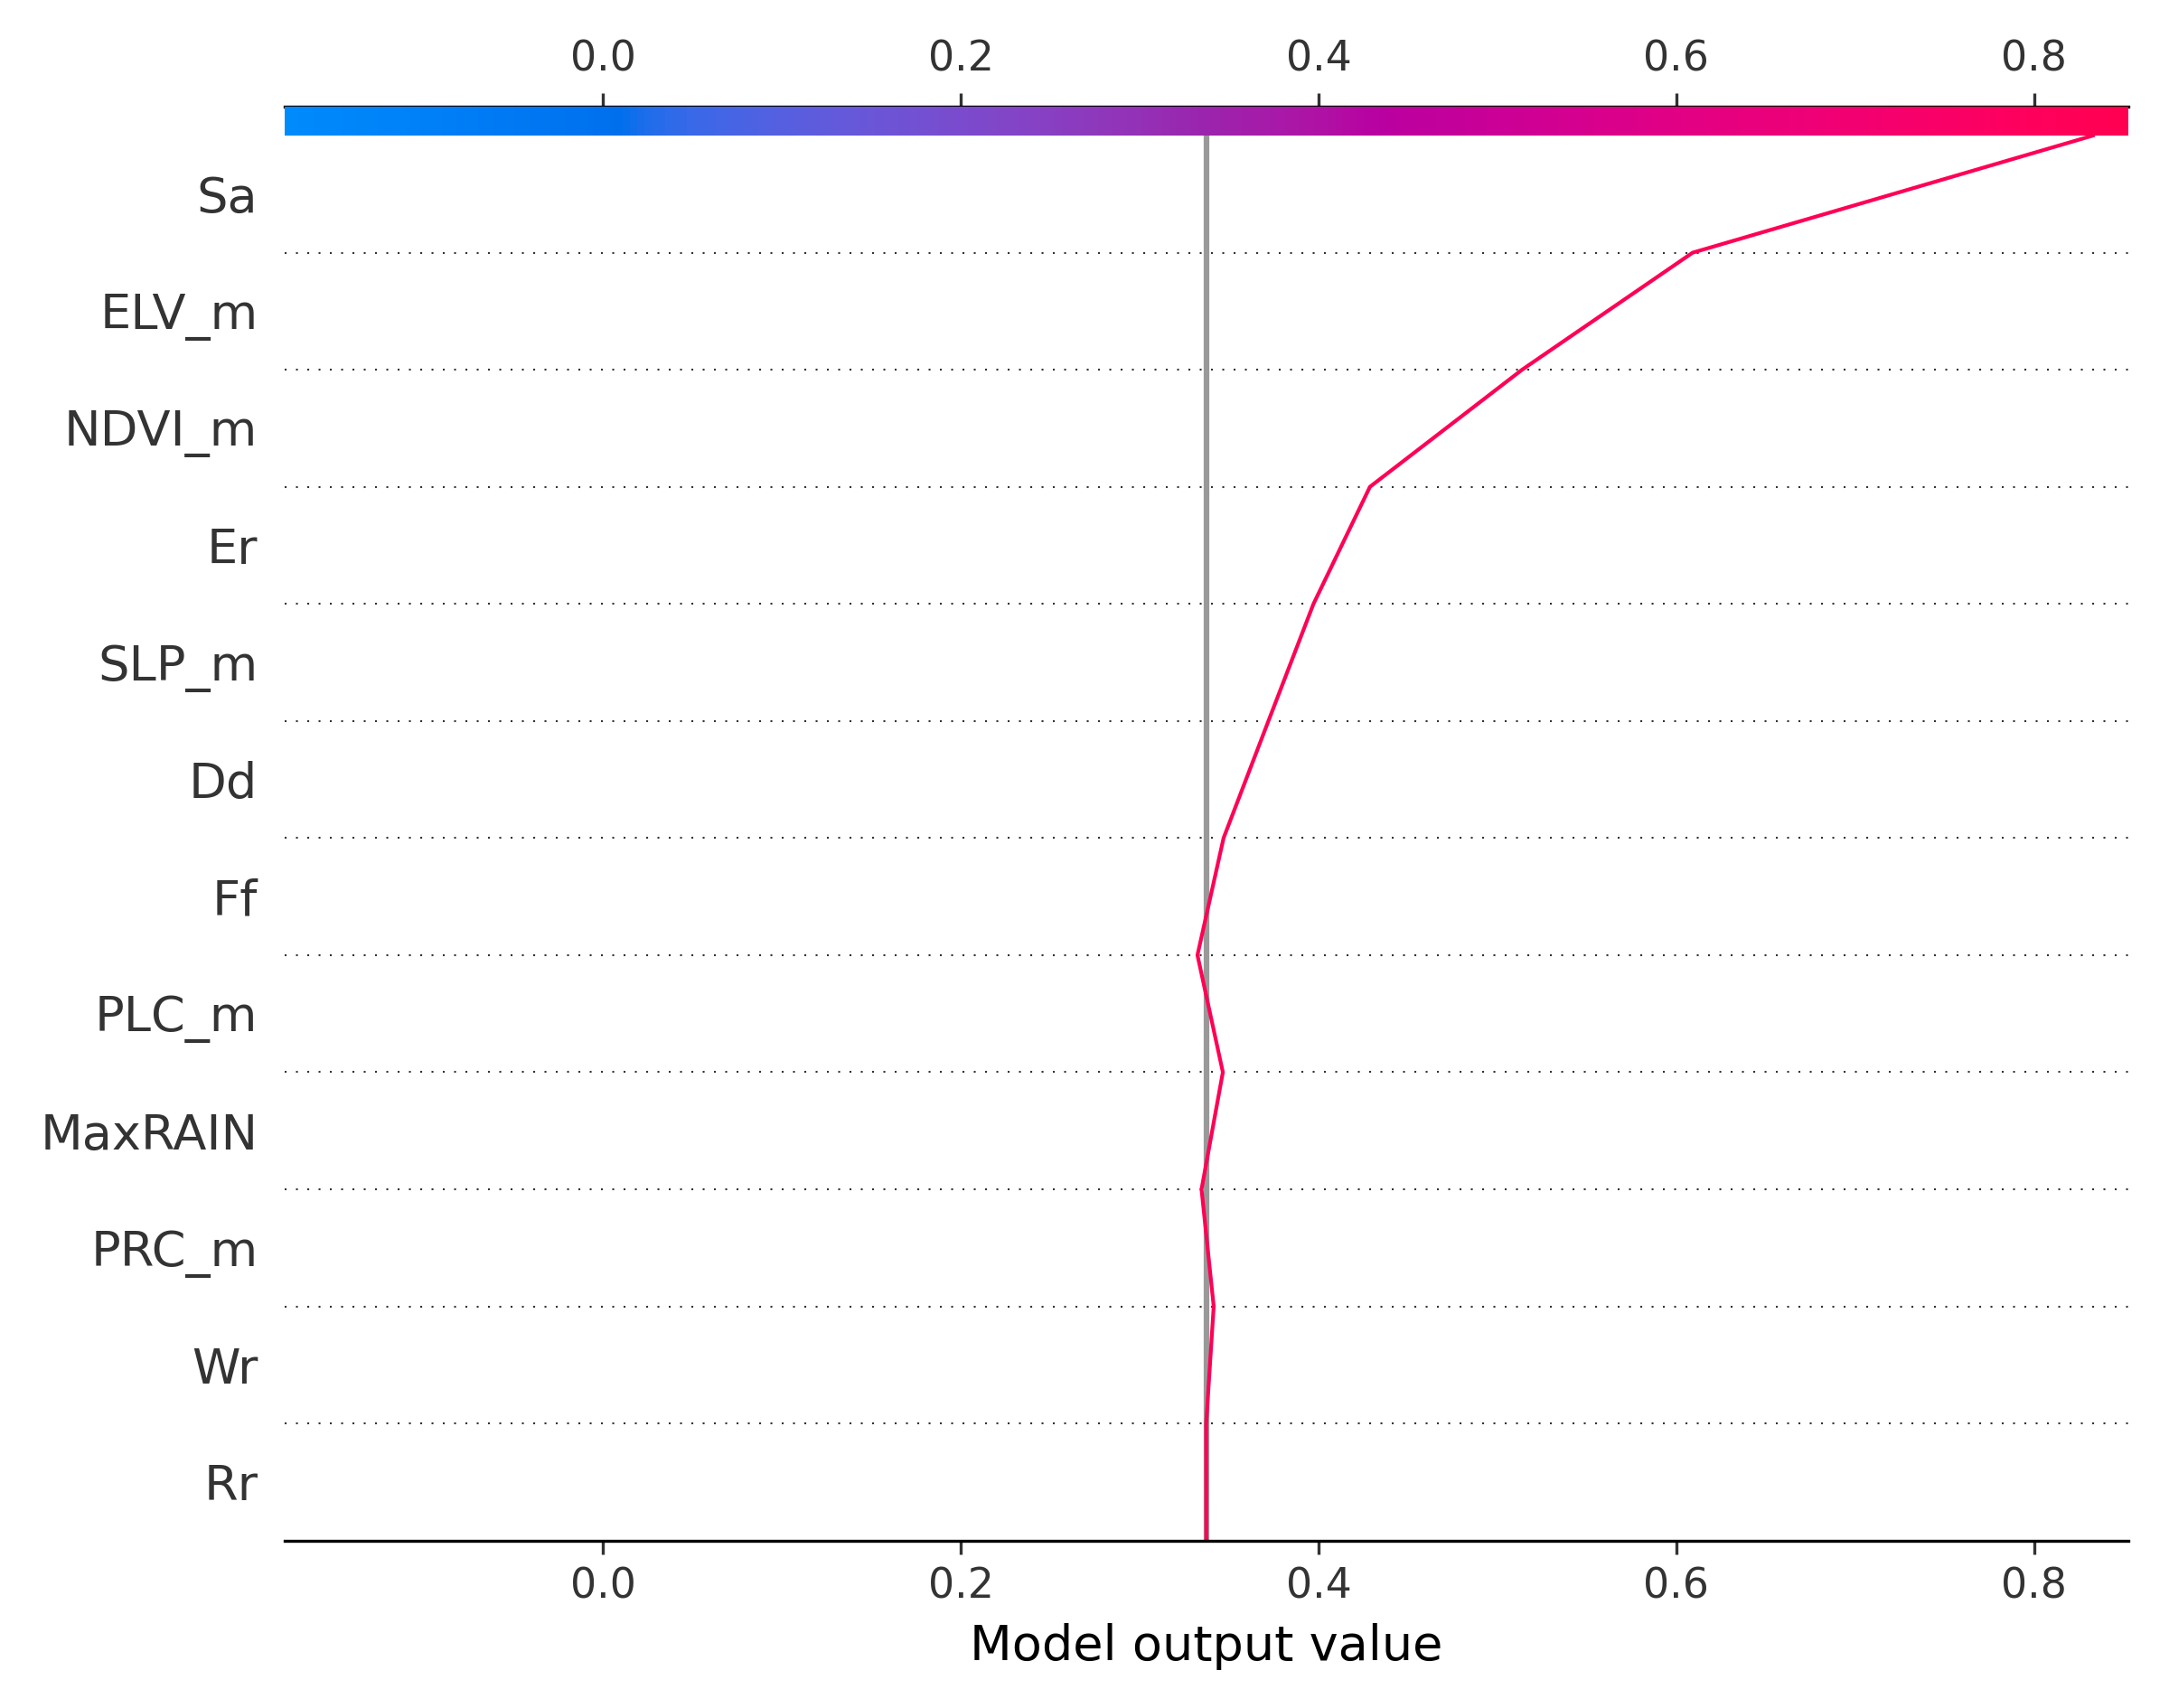 0.0 0.2 0.4 0.6 0.8
Sa
ELV_m
NDVI_m
Er
SLP_m
Dd
Ff
PLC_m
MaxRAIN
PRC_m
Wr
Rr
0.0 0.2 0.4 0.6 0.8
Model output value